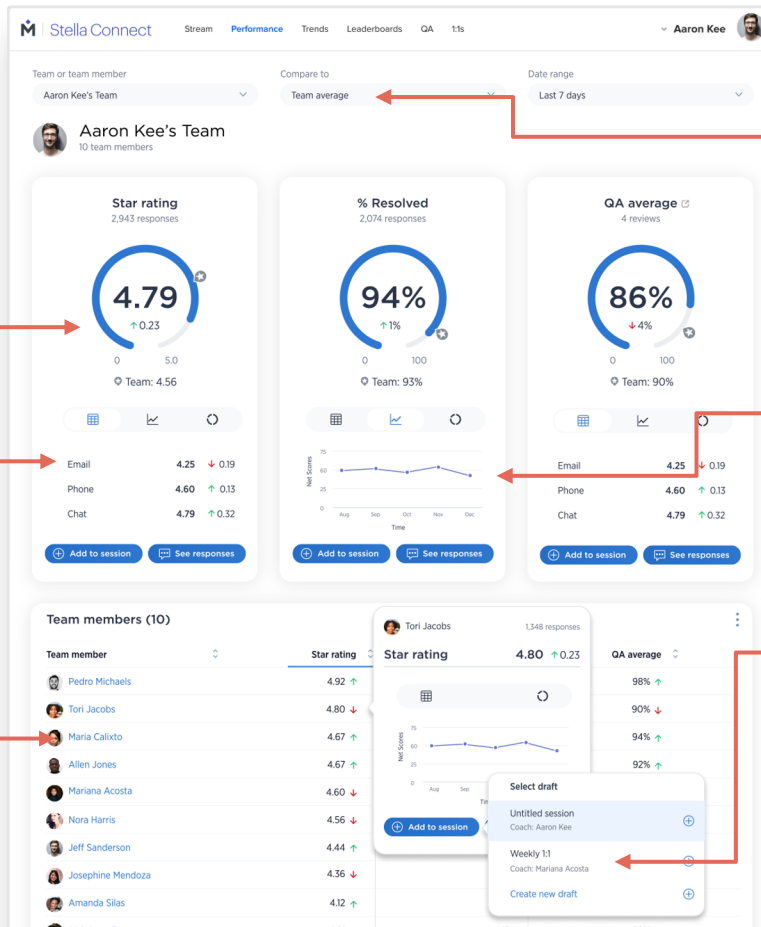 M Stella Connect Stream Performance Trends Leaderboards QA 1:1s Aaron Kee
Team or team member Compare to Date range
Aaron Kee's Team Team average Last 7 days
Aaron Kee's Team
10 team members
Star rating
2,943 responses
4.79
0.23
0 5.0
Team: 4.56
Email 4.25 0.19
Phone 4.60 0.13
Chat 4.79 0.32
Add to session See responses
% Resolved
2,074 responses
94%
1%
0 100
Team: 93%
75
60
25
0
Net Scores
Aug Sep Oct Nov Dec
Time
Add to session See responses
QA average
4 reviews
86%
4%
0 100
Team: 90%
Email 4.25 0.19
Phone 4.60 0.13
Chat 4.79 0.32
Add to session See responses
Team members (10)
Team member Star rating QA average
Pedro Michaels 4.92 98%
Tori Jacobs 4.80 90%
Maria Calixto 4.67 94%
Allen Jones 4.67 92%
Mariana Acosta 4.60
Nora Harris 4.56
Jeff Sanderson 4.44
Josephine Mendoza 4.36
Amanda Silas 4.12
Tori Jacobs 1,348 responses
Star rating 4.80 0.23
75
60
25
0
Net Scores
Aug Sep
Add to session
Select draft
Untitled session
Coach: Aaron Kee
Weekly 1:1
Coach: Mariana Acosta
Create new draft